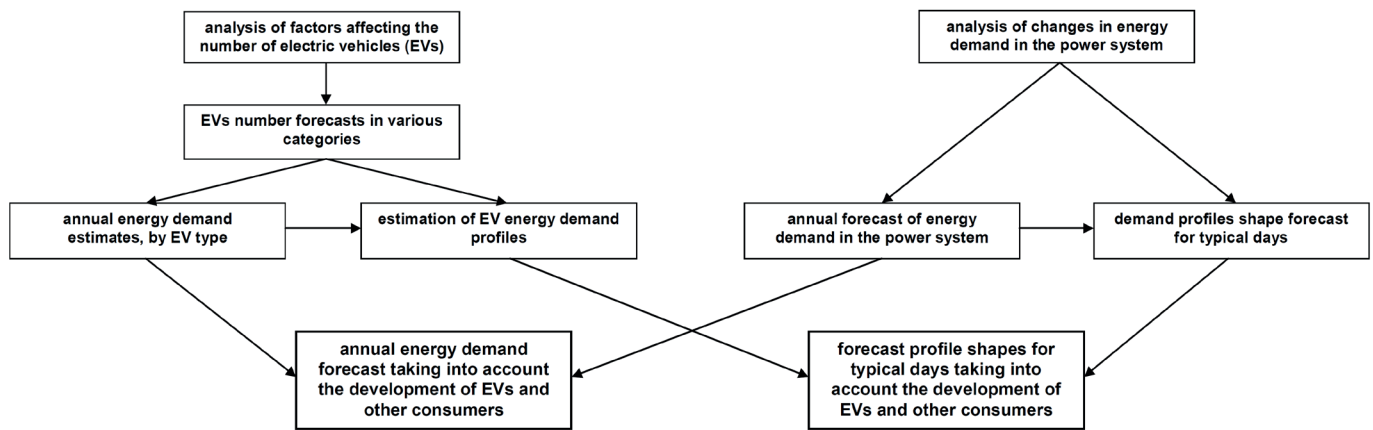 analysis of factors affecting the
number of electric vehicles (EVs)
analysis of changes in energy
demand in the power system
EVs number forecasts in various
categories
annual energy demand
estimates, by EV type
estimation of EV energy demand
profiles
annual forecast of energy
demand in the power system
demand profiles shape forecast
for typical days
annual energy demand
forecast taking into account
the development of EVs and
other consumers
forecast profile shapes for
typical days taking into
account the development of
EVs and other consumers